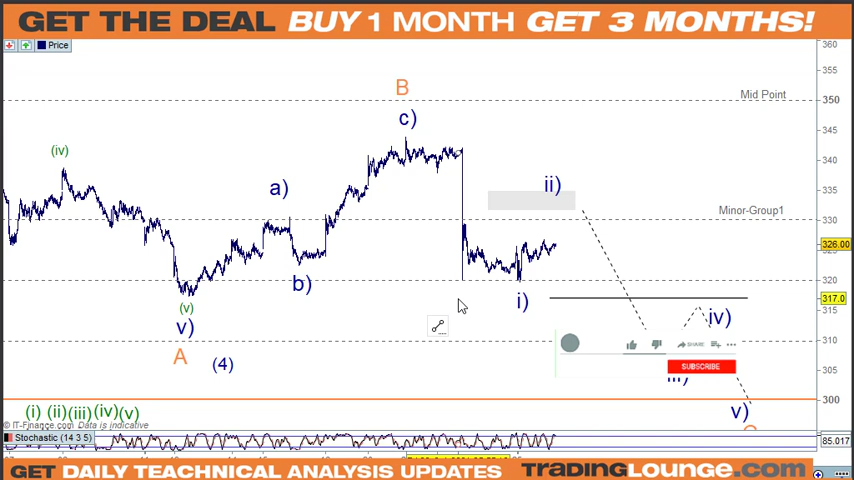 GET THE DEAL BUY 1 MONTH GET 3 MONTHS!
Price
360
355
Mid Point
350
345
340
335
Minor-Group1
330
326.00
320
317.0
315
310
300
B
c)
(iv)
a)
ii)
b)
i)
(v)
v)
A
(4)
iv)
SHARE
SUBSCRIBE
v)
(i) (ii) (iii) (iv) (v)
© IT-Finance.com Data is indicative
Stochastic (14 3 5)
85.017
GET DAILY TEACHNICAL ANALYSIS UPDATES TRADINGLOUNGE.com